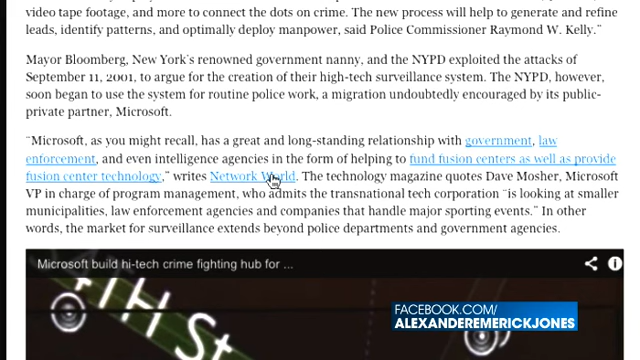 video tape footage, and more to connect the dots on crime. The new process will help to generate and refine
leads, identify patterns, and optimally deploy manpower, said Police Commissioner Raymond W. Kelly."
Mayor Bloomberg, New York's renowned government nanny, and the NYPD exploited the attacks of
September 11, 2001, to argue for the creation of their high-tech surveillance system. The NYPD, however,
soon began to use the system for routine police work, a migration undoubtedly encouraged by its public-
private partner, Microsoft.
"Microsoft, as you might recall, has a great and long-standing relationship with government, law
enforcement, and even intelligence agencies in the form of helping to fund fusion centers as well as provide
fusion center technology," writes Network World. The technology magazine quotes Dave Mosher, Microsoft
VP in charge of program management, who admits the transnational tech corporation "is looking at smaller
municipalities, law enforcement agencies and companies that handle major sporting events." In other
words, the market for surveillance extends beyond police departments and government agencies.
Microsoft build hi-tech crime fighting hub for ...
TH St
FACEBOOK.COM/
ALEXANDEREMERICKJONES